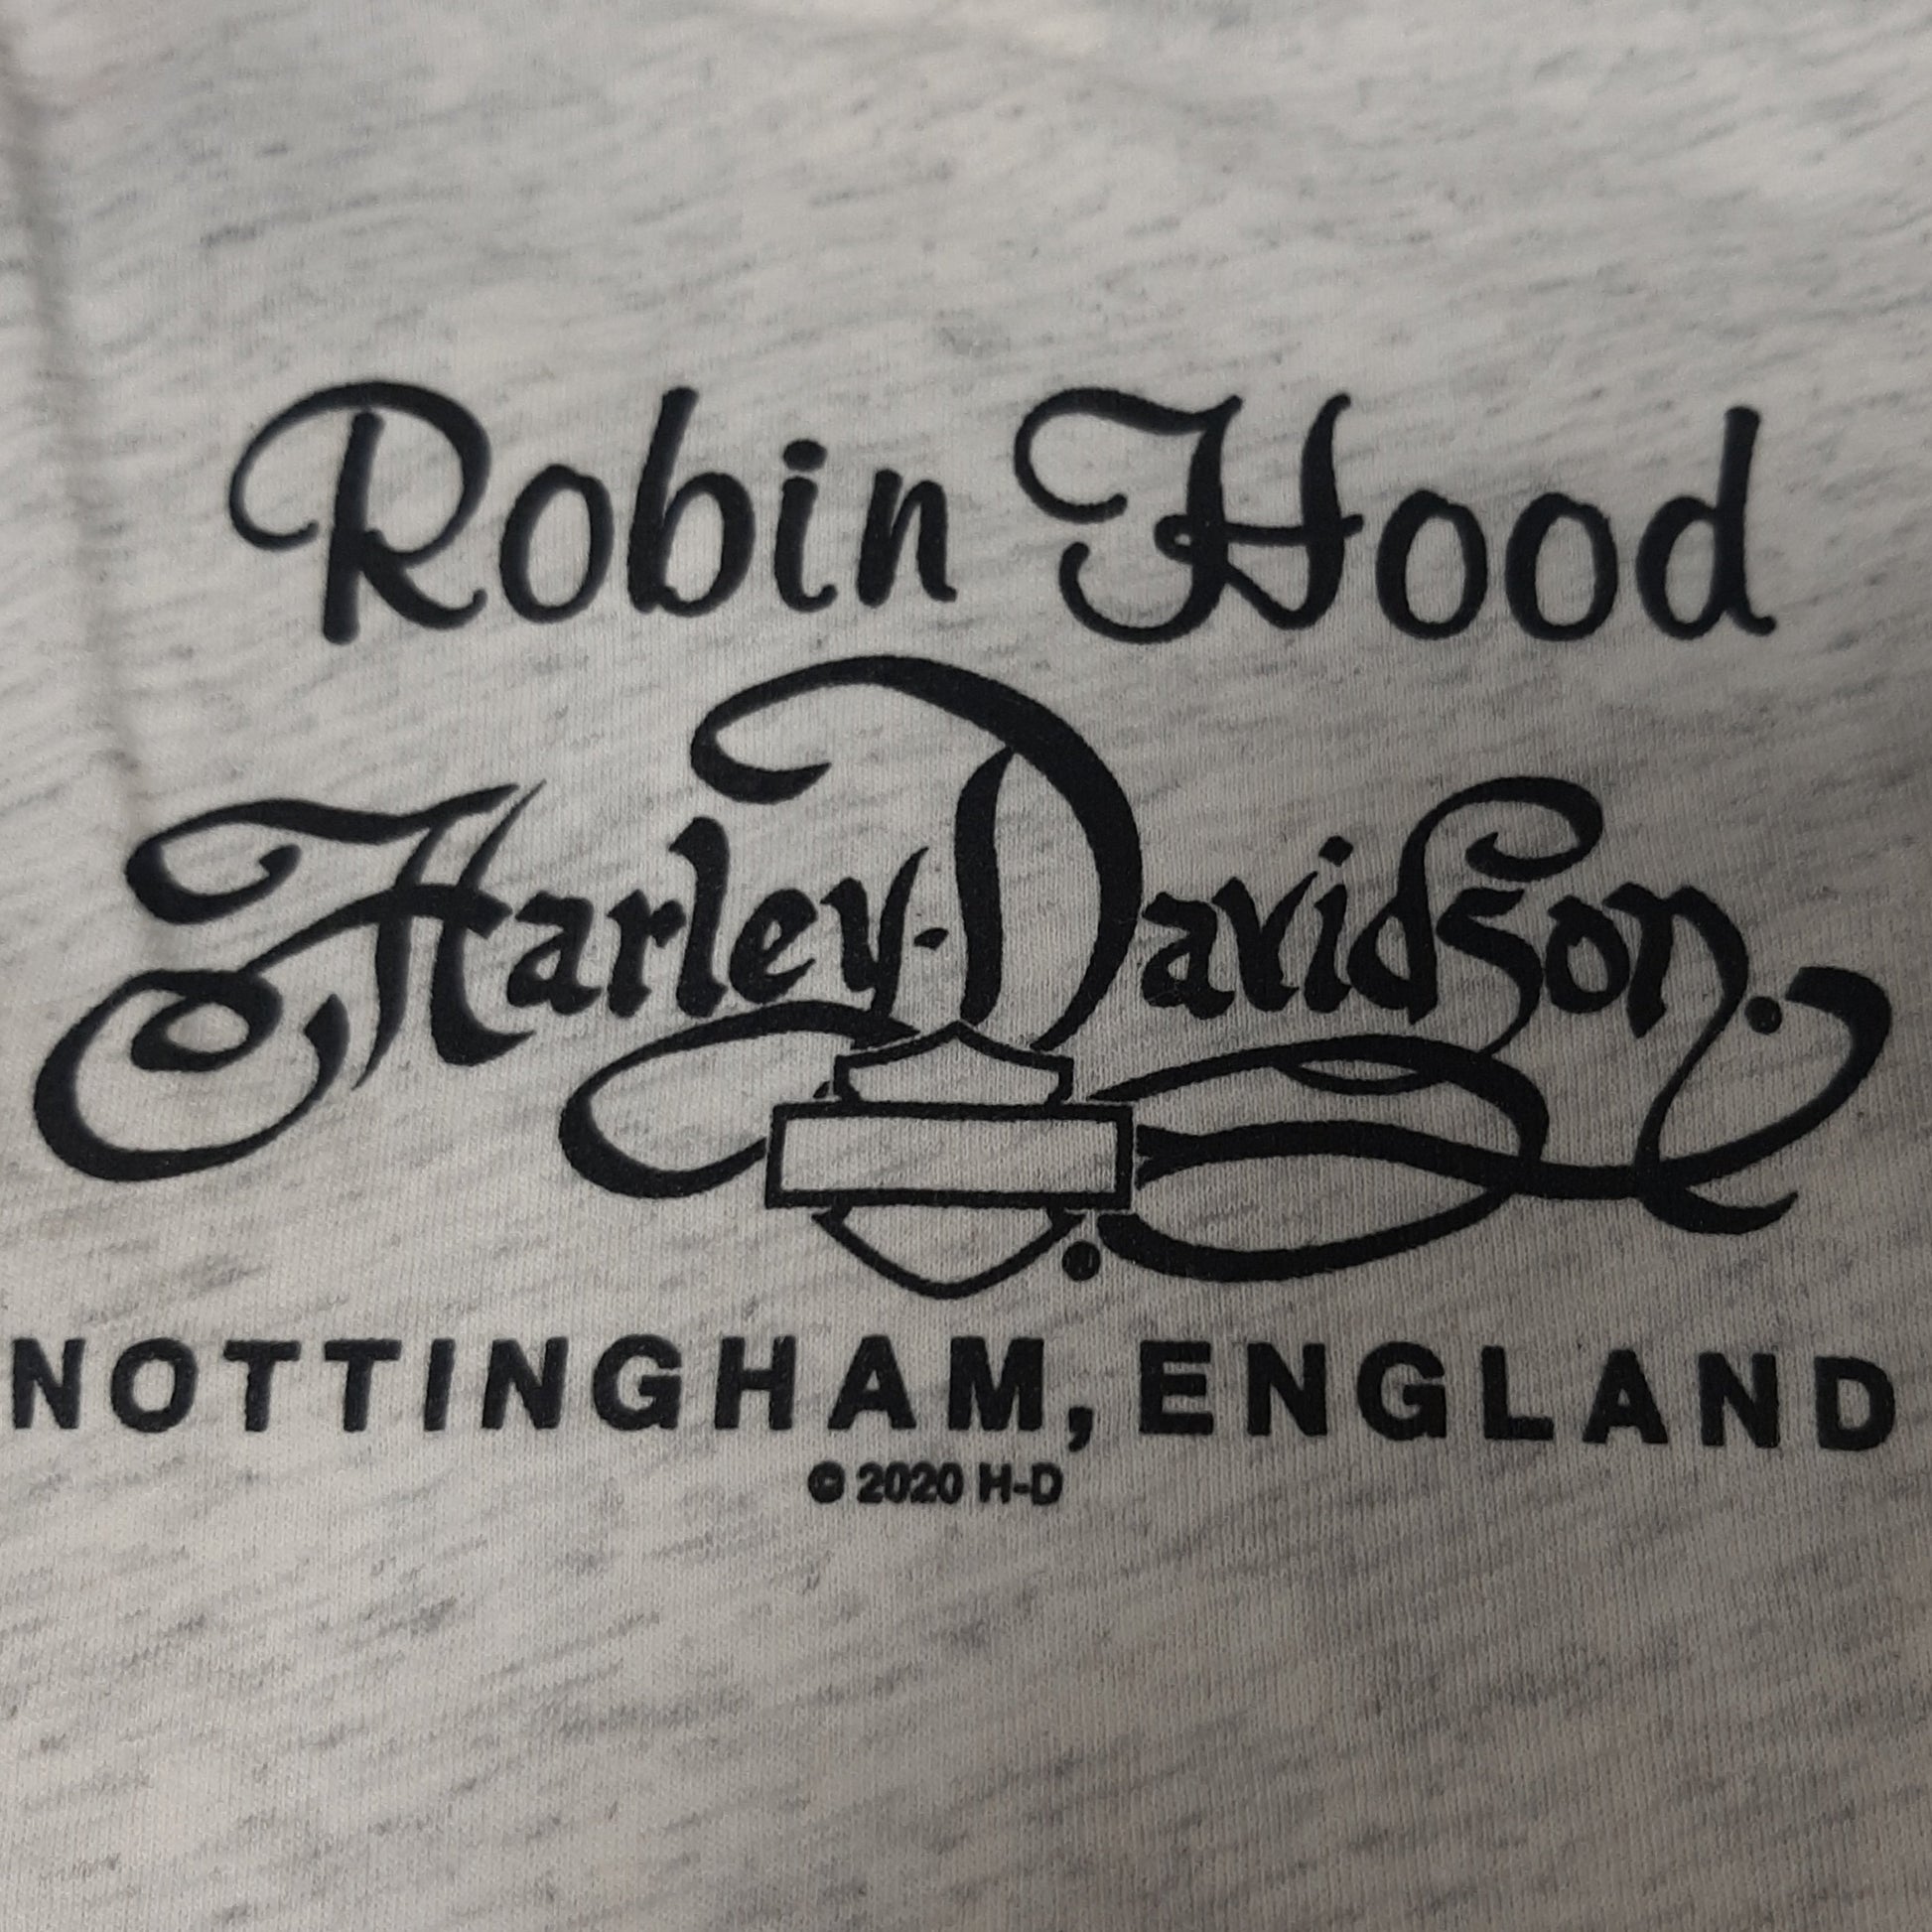 Robin Hood
Harley-Davidson.
®
NOTTINGHAM, ENGLAND
© 2020 H-D